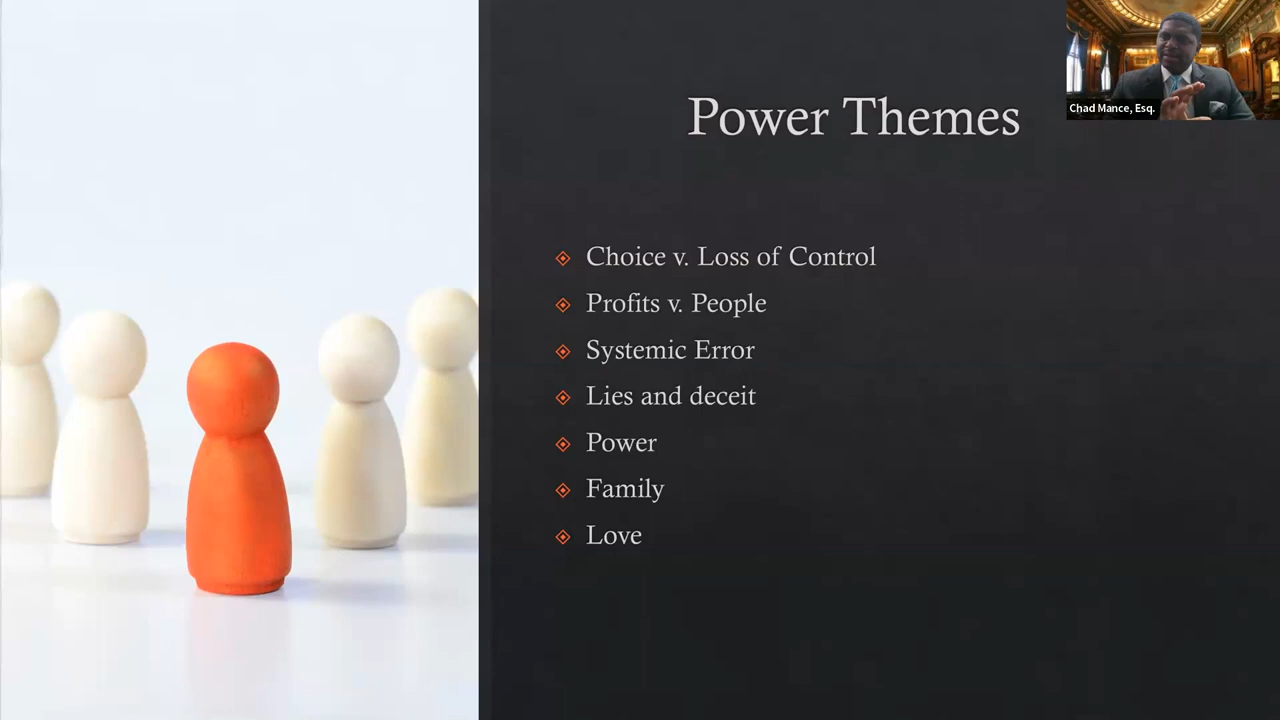 Power Themes
Chad Mance, Esq.
Choice v. Loss of Control
Profits v. People
Systemic Error
Lies and deceit
Power
Family
Love